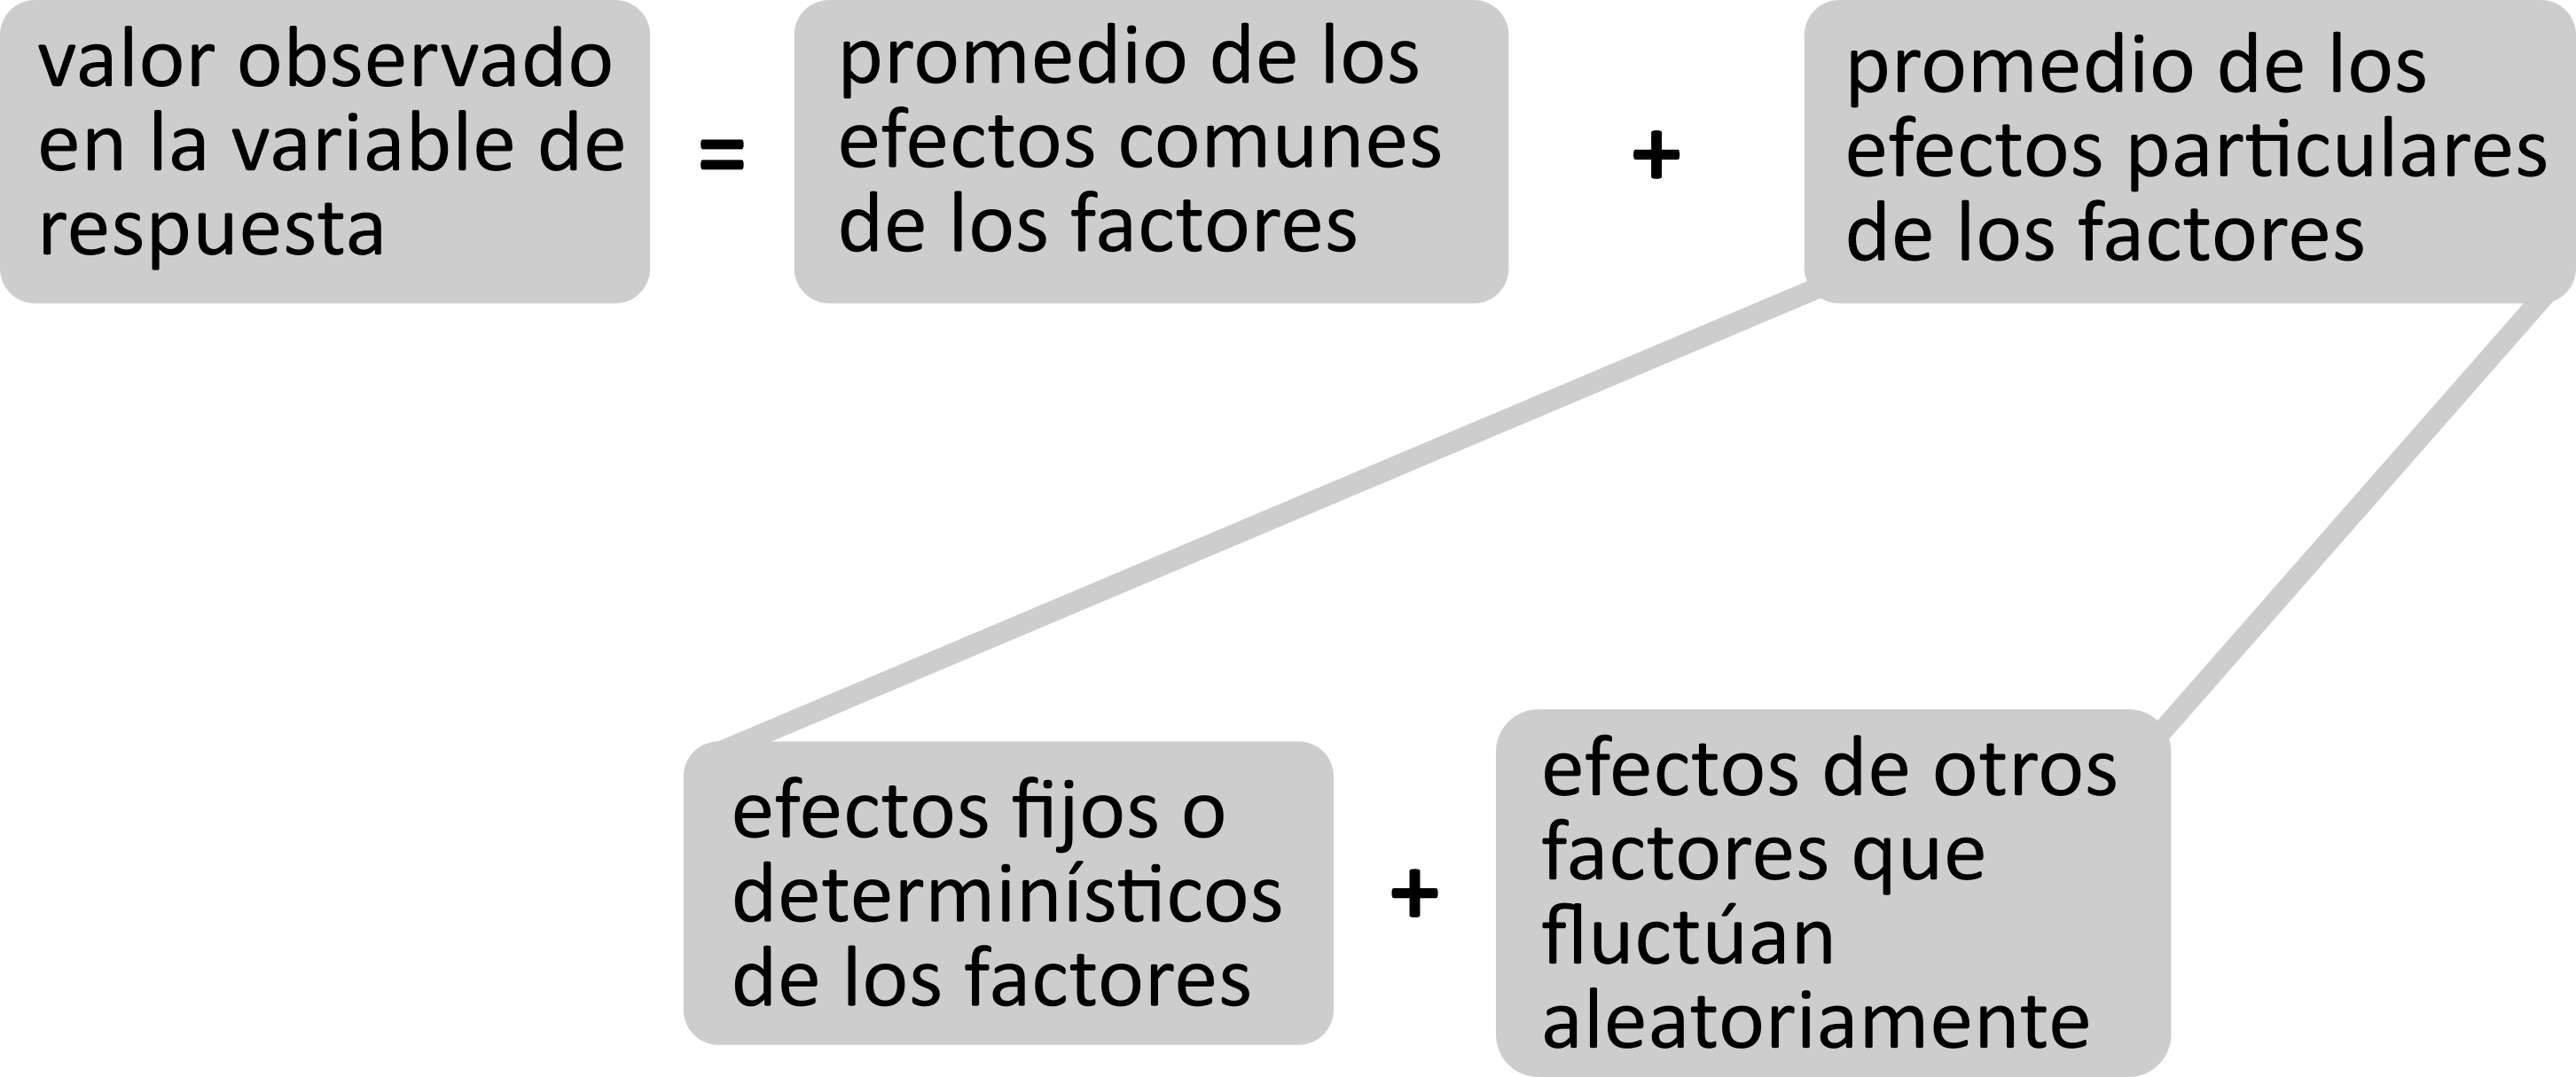 valor observado
en la variable de
respuesta
=
promedio de los
efectos comunes
de los factores
+
promedio de los
efectos particulares
de los factores
efectos fijos o
determinísticos
de los factores
+
efectos de otros
factores que
fluctúan
aleatoriamente